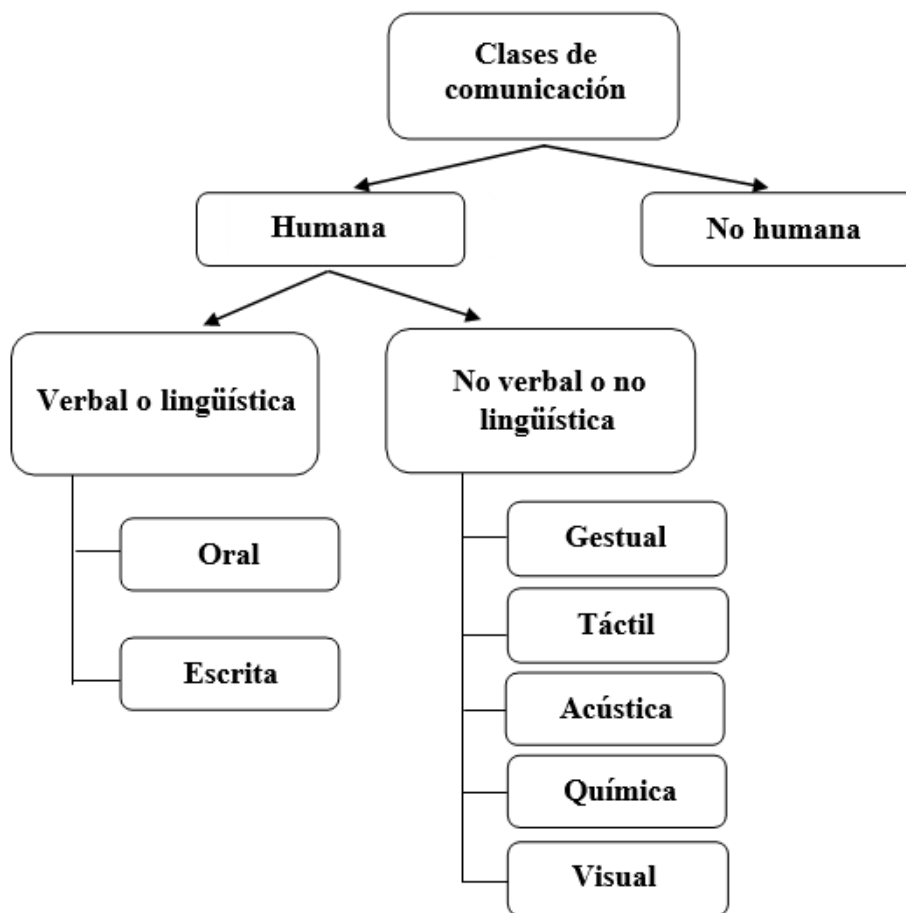 Clases de
comunicación
Humana
No humana
Verbal o lingüística
No verbal o no
lingüística
Oral
Escrita
Gestual
Táctil
Acústica
Química
Visual